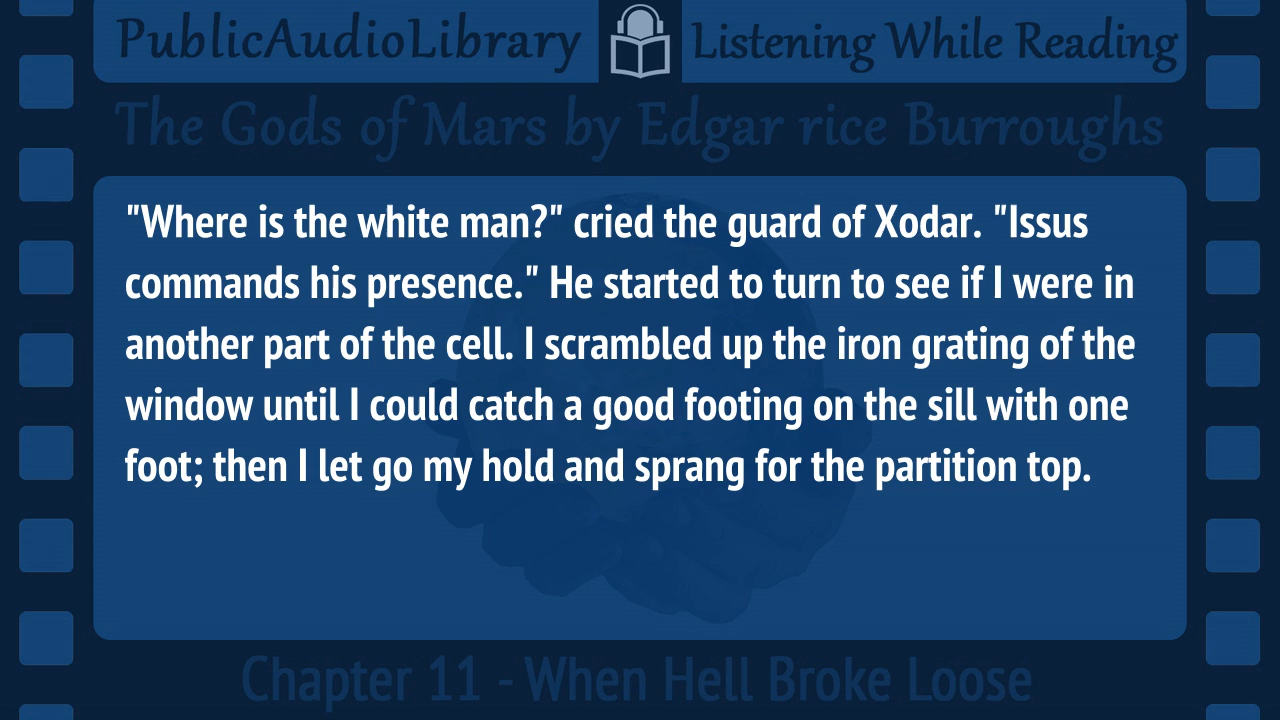 PublicAudioLibrary Listening While Reading
The Gods of Mars by Edgar rice Burroughs
"Where is the white man?" cried the guard of Xodar. "Issus
commands his presence." He started to turn to see if I were in
another part of the cell. I scrambled up the iron grating of the
window until I could catch a good footing on the sill with one
foot; then I let go my hold and sprang for the partition top.
Chapter 11 - When Hell Broke Loose